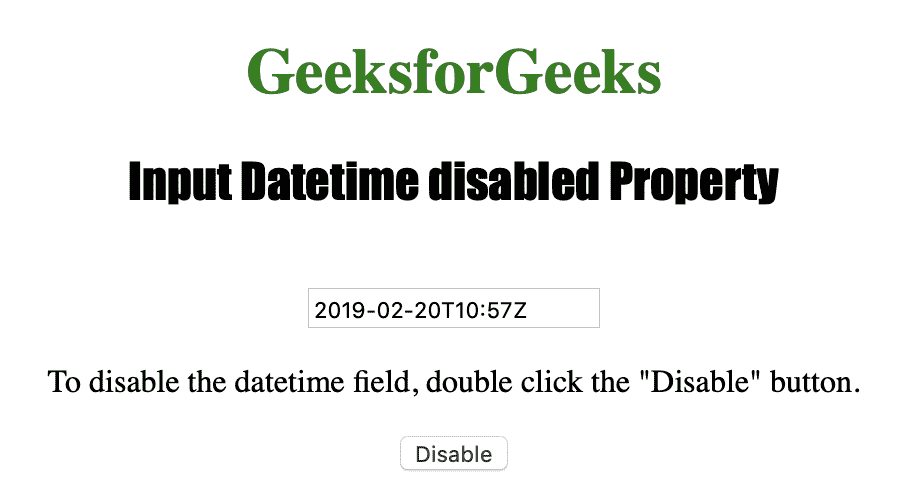 GeeksforGeeks
Input Datetime disabled Property
2019-02-20T10:57Z
To disable the datetime field, double click the "Disable" button.
Disable